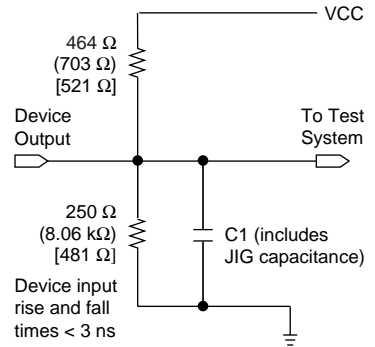 VCC
464 Ω
(703 Ω)
[521 Ω]
Device
Output
To Test
System
250 Ω
(8.06 kΩ)
[481 Ω]
C1 (includes
JIG capacitance)
Device input
rise and fall
times < 3 ns